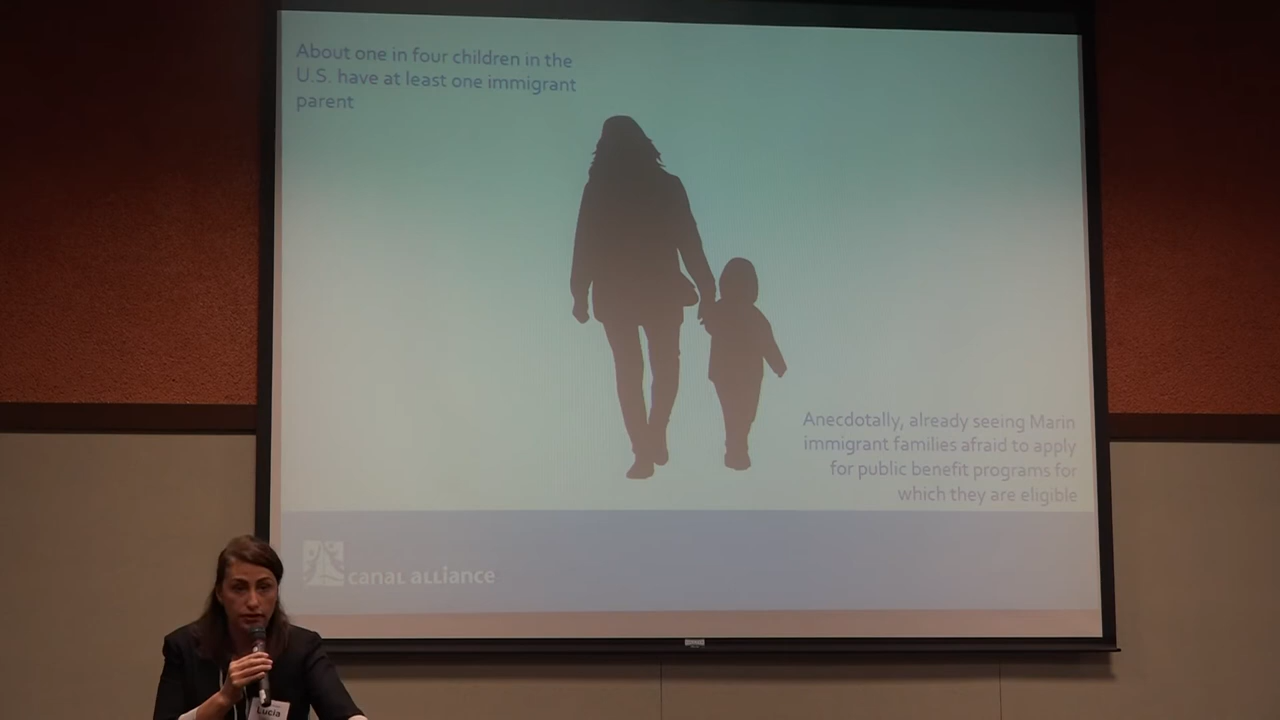 About one in four children in the
U.S. have at least one immigrant
parent
Anecdotally, already seeing Marin
immigrant families afraid to apply
for public benefit programs for
which they are eligible
canal alliance
Lucia